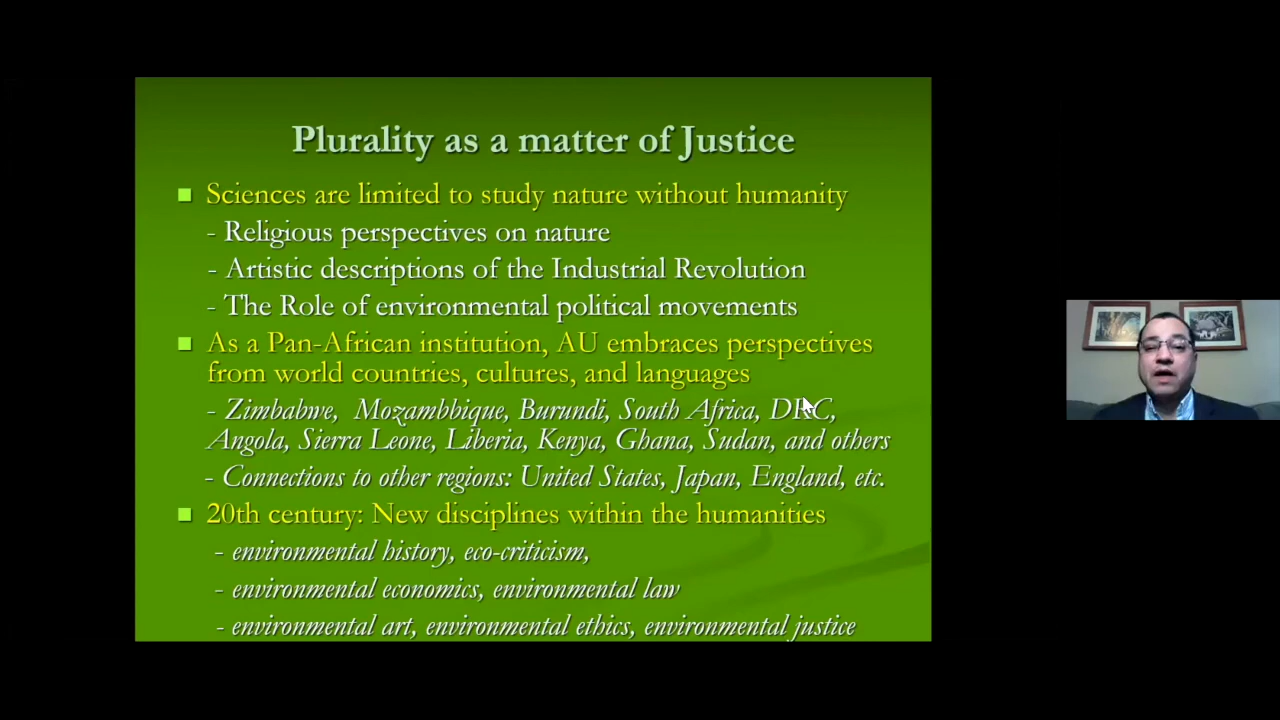 Plurality as a matter of Justice
Sciences are limited to study nature without humanity
- Religious perspectives on nature
- Artistic descriptions of the Industrial Revolution
- The Role of environmental political movements
As a Pan-African institution, AU embraces perspectives
from world countries, cultures, and languages
- Zimbabwe, Mozambbique, Burundi, South Africa, DRC,
Angola, Sierra Leone, Liberia, Kenya, Ghana, Sudan, and others
- Connections to other regions: United States, Japan, England, etc.
20th century: New disciplines within the humanities
- environmental history, eco-criticism,
- environmental economics, environmental law
- environmental art, environmental ethics, environmental justice